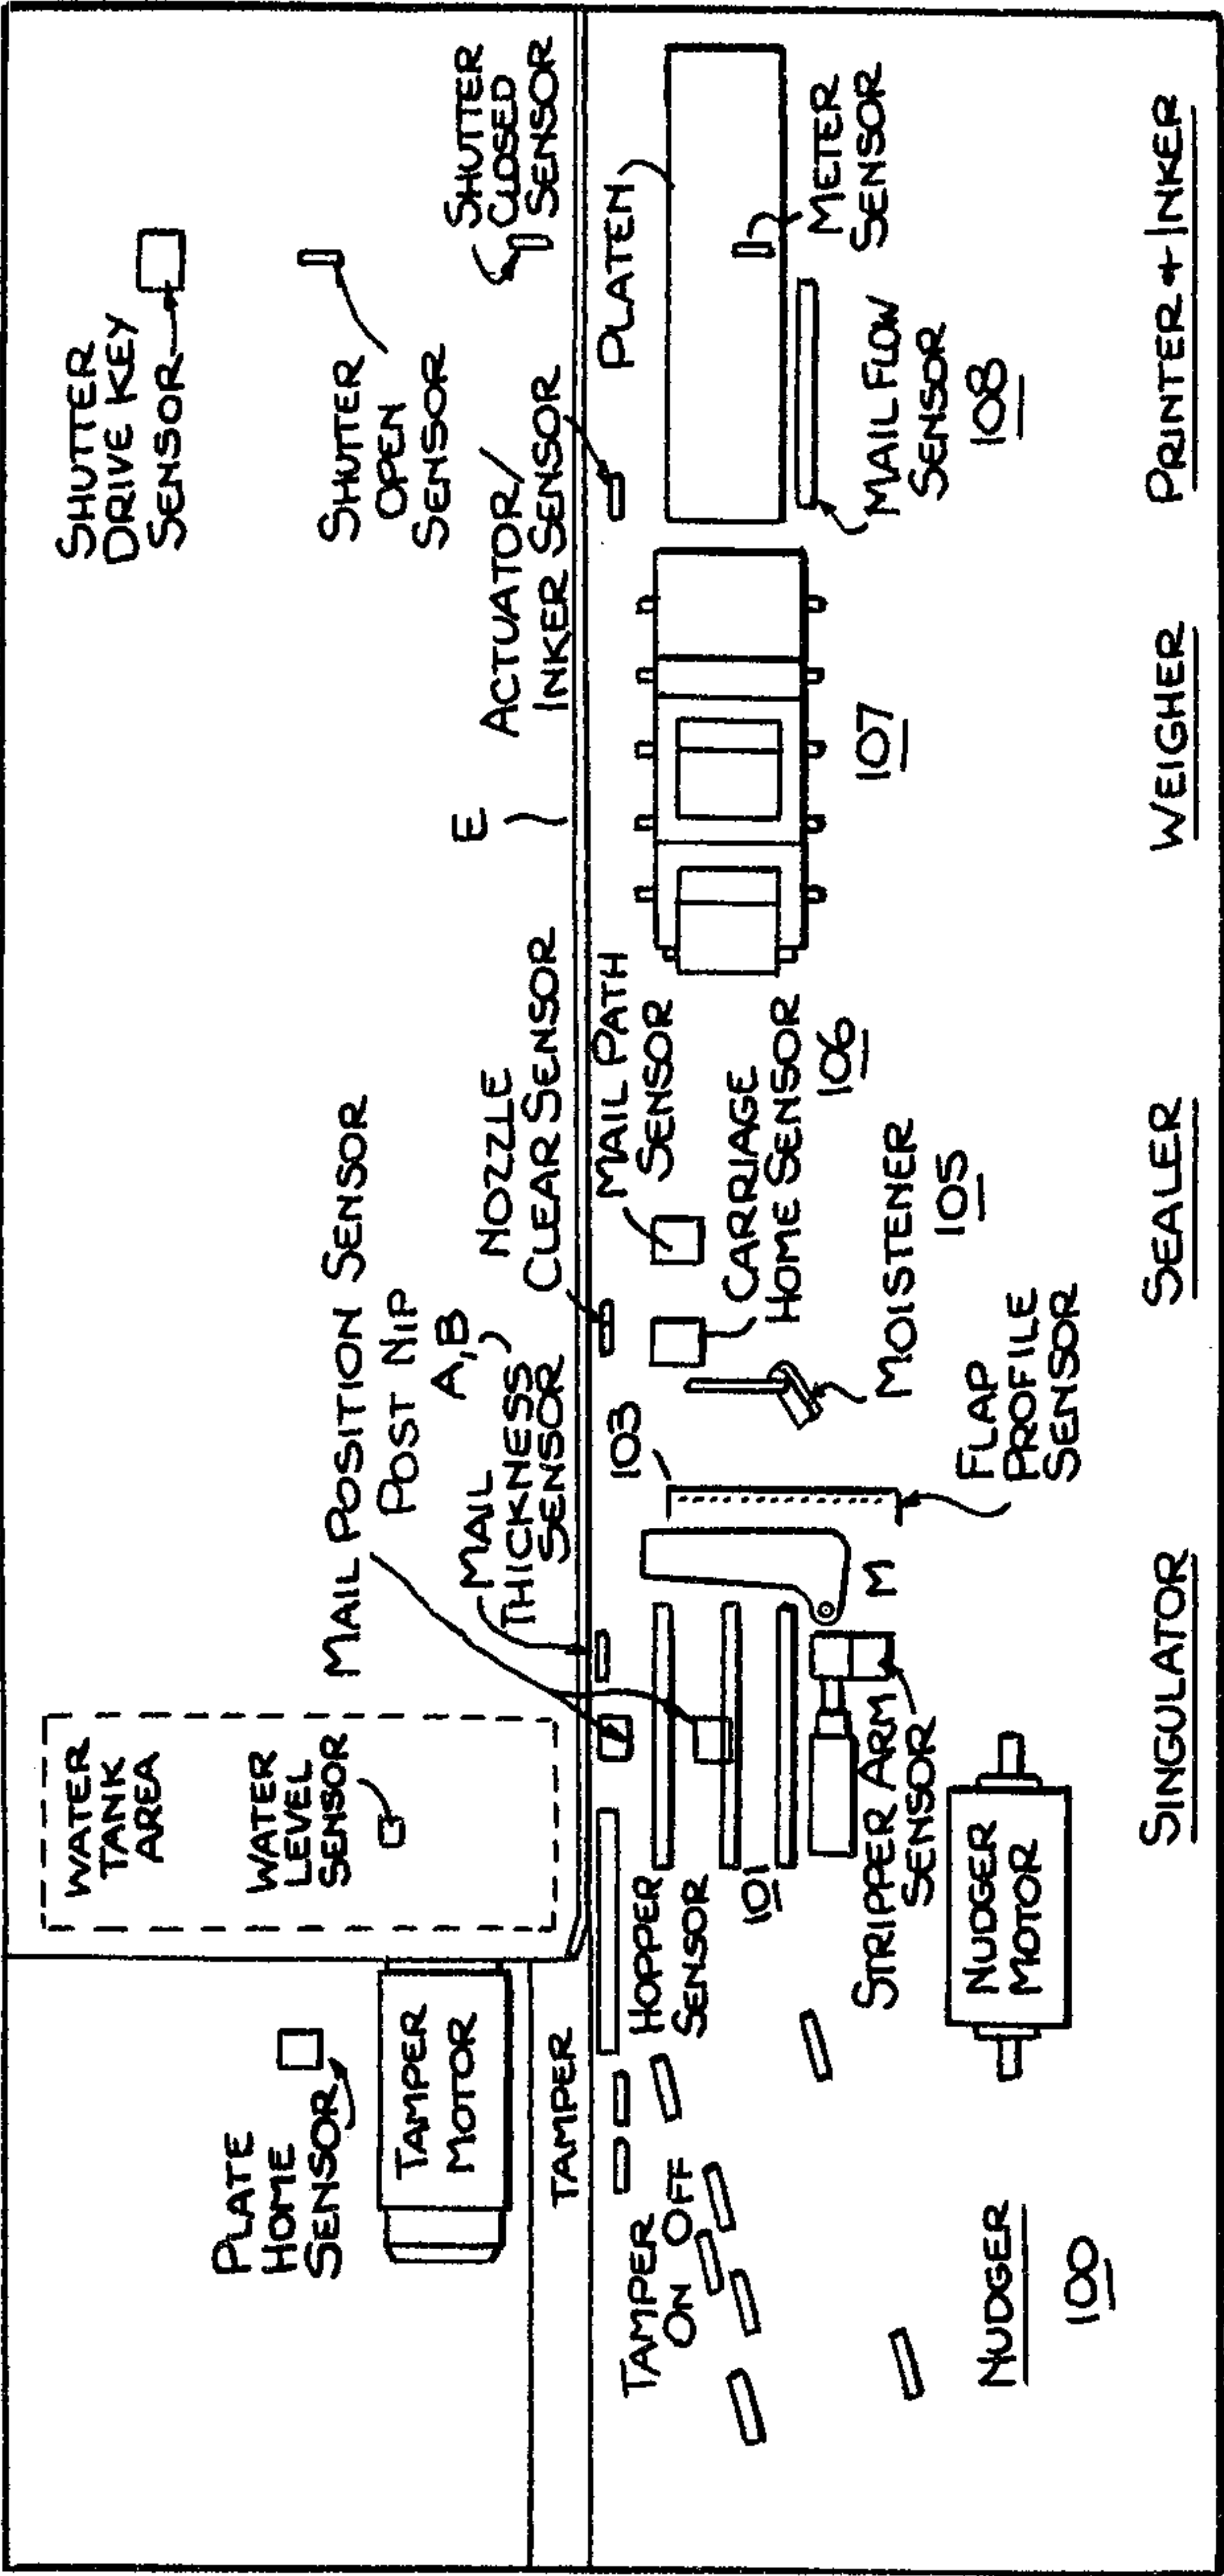 SHUTTER
DRIVE KEY
SENSOR
SHUTTER
OPEN
SENSOR
SHUTTER
CLOSED
SENSOR
ACTUATOR/
INKER SENSOR
E
PLATEN
METER
SENSOR
MAIL FLOW
SENSOR
108
PRINTER + INKER
107
WEIGHER
NOZZLE
CLEAR SENSOR
MAIL PATH
SENSOR
CARRIAGE
HOME SENSOR
106
MOISTENER
105
SEALER
MAIL POSITION SENSOR
POST NIP
A,B
MAIL
THICKNESS
SENSOR
103
FLAP
PROFILE
SENSOR
M
WATER
TANK
AREA
WATER
LEVEL
SENSOR
HOPPER
SENSOR
101
STRIPPER ARM
SENSOR
SINGULATOR
NUDGER
MOTOR
PLATE
HOME
SENSOR
TAMPER
MOTOR
TAMPER
TAMPER
ON OFF
NUDGER
100